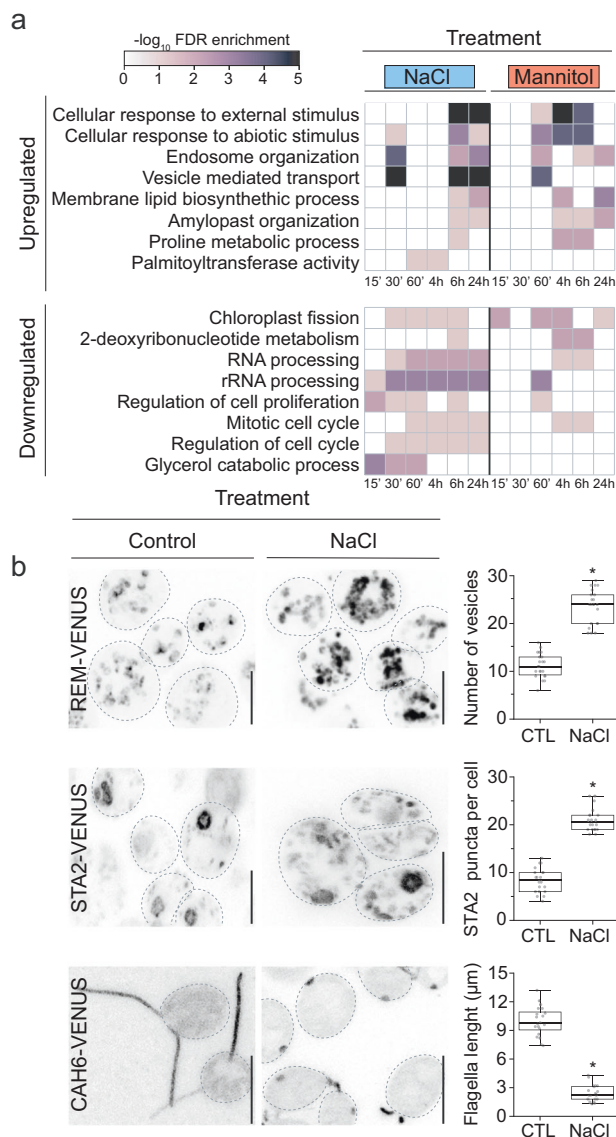 a
-log10 FDR enrichment
0 1 2 3 4 5
Treatment
NaCl Mannitol
Upregulated
Cellular response to external stimulus
Cellular response to abiotic stimulus
Endosome organization
Vesicle mediated transport
Membrane lipid biosynthethic process
Amylopast organization
Proline metabolic process
Palmitoyltransferase activity
15' 30' 60' 4h 6h 24h 15' 30' 60' 4h 6h 24h
Downregulated
Chloroplast fission
2-deoxyribonucleotide metabolism
RNA processing
rRNA processing
Regulation of cell proliferation
Mitotic cell cycle
Regulation of cell cycle
Glycerol catabolic process
15' 30' 60' 4h 6h 24h 15' 30' 60' 4h 6h 24h
Treatment
b
Control NaCl
REM-VENUS
Number of vesicles
30
20
10
0
*
CTL NaCl
STA2-VENUS
STA2 puncta per cell
30
20
10
0
*
CTL NaCl
CAH6-VENUS
Flagella lenght (µm)
15
12
9
6
3
0
*
CTL NaCl